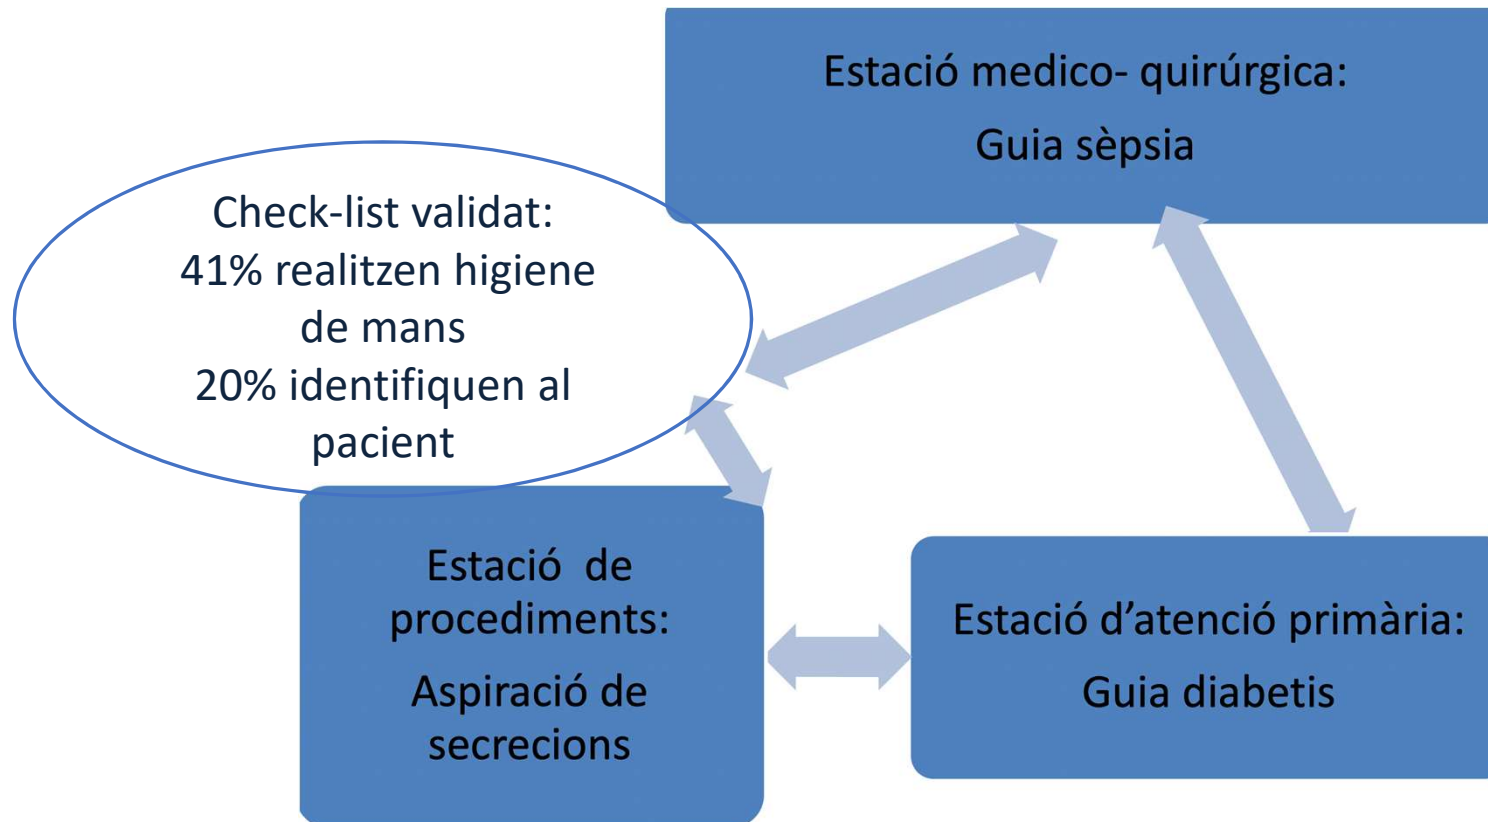 Estació medico- quirúrgica:
Guia sèpsia
Check-list validat:
41% realitzen higiene
de mans
20% identifiquen al
pacient
Estació de
procediments:
Aspiració de
secrecions
Estació d’atenció primària:
Guia diabetis